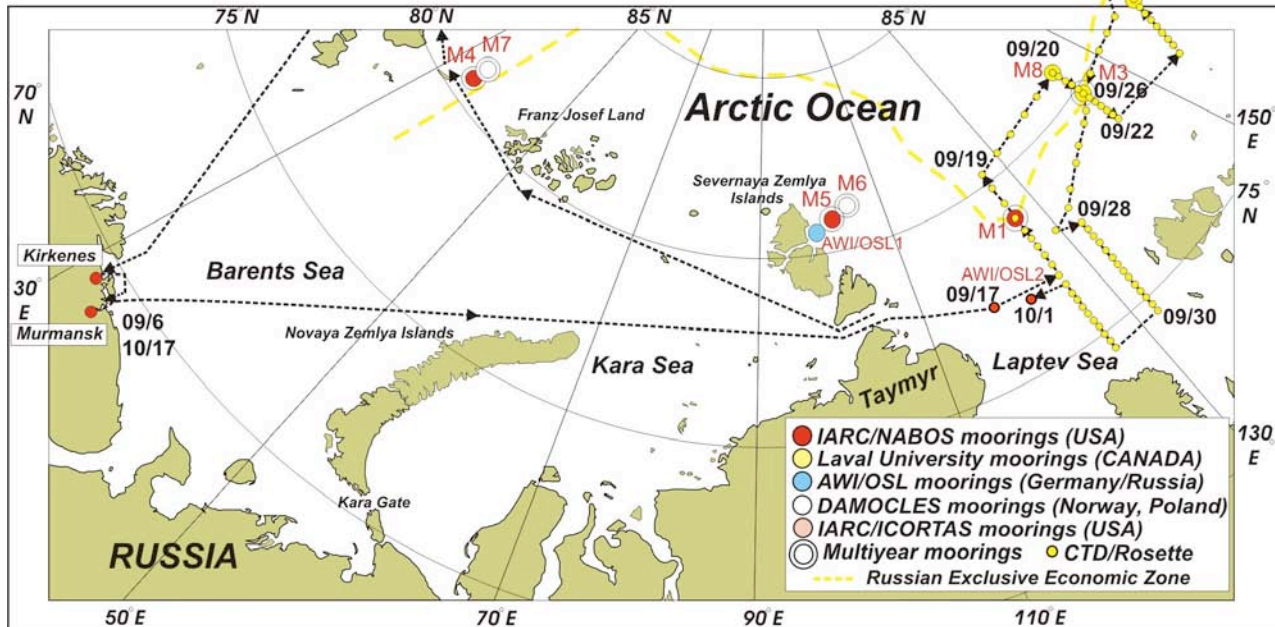 75°N
80°N
85°N
85°N
70°
N
M4
M7
Franz Josef Land
Arctic Ocean
09/20
M8
M3
09/26
09/22
150°
E
09/19
Severnaya Zemlya
Islands
M6
M5
AWI/OSL1
75°
N
M1
09/28
Kirkenes
Barents Sea
30°
E
Murmansk
09/6
10/17
Novaya Zemlya Islands
Kara Sea
AWI/OSL2
09/17
10/1
09/30
Laptev Sea
Taymyr
130°
E
Kara Gate
RUSSIA
IARC/NABOS moorings (USA)
Laval University moorings (CANADA)
AWI/OSL moorings (Germany/Russia)
DAMOCLES moorings (Norway, Poland)
IARC/ICORTAS moorings (USA)
Multiyear moorings CTD/Rosette
Russian Exclusive Economic Zone
50°E
70°E
90°E
110°E